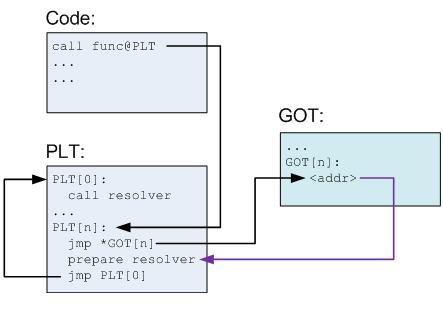 Code:
call func@PLT
...
...
GOT:
...
GOT[n]:
<addr>
PLT:
PLT[0]:
call resolver
...
PLT[n]:
jmp *GOT[n]
prepare resolver
jmp PLT[0]